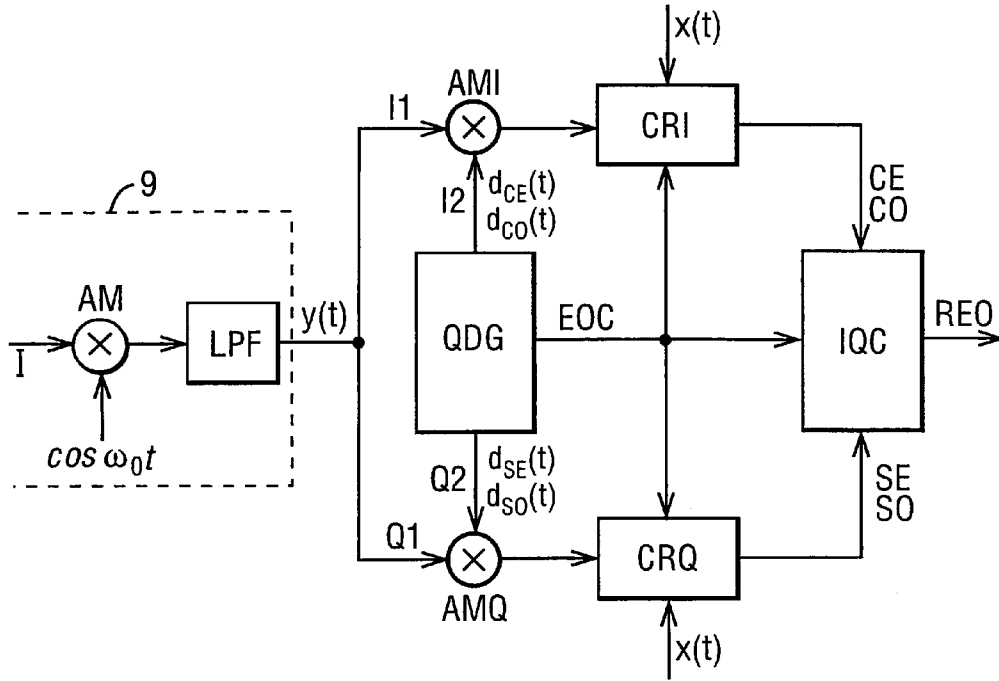 x(t)
AMI
I1
CRI
9
I2
d_CE(t)
d_CO(t)
CE
CO
AM
y(t)
LPF
QDG
EOC
IQC
REO
I
cos ω₀t
Q2
d_SE(t)
d_SO(t)
SE
SO
Q1
CRQ
AMQ
x(t)